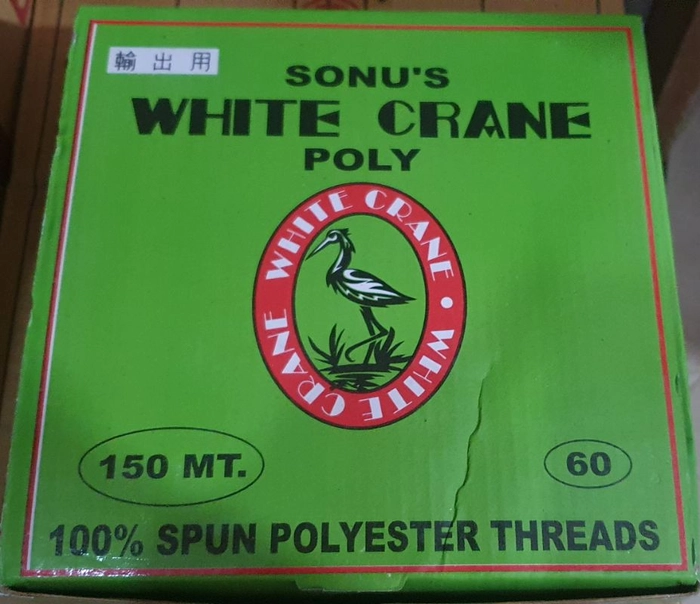 輸出用
SONU'S
WHITE CRANE
POLY
WHITE CRANE • WHITE CRANE
150 MT.
60
100% SPUN POLYESTER THREADS